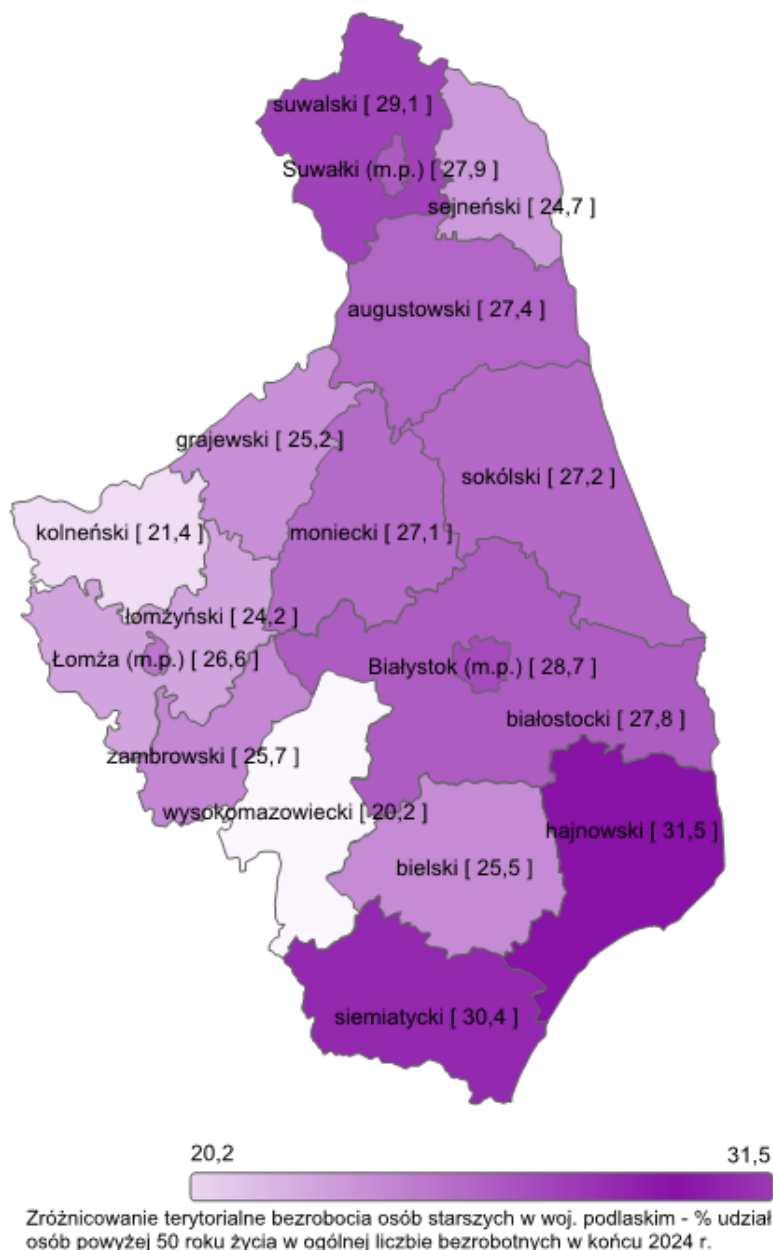 suwalski [ 29,1 ]
Suwałki (m.p.) [ 27,9 ]
sejneński [ 24,7 ]
augustowski [ 27,4 ]
grajewski [ 25,2 ]
sokólski [ 27,2 ]
kolneński [ 21,4 ]
moniecki [ 27,1 ]
łomżyński [ 24,2 ]
Łomża (m.p.) [ 26,6 ]
Białystok (m.p.) [ 28,7 ]
białostocki [ 27,8 ]
zambrowski [ 25,7 ]
wysokomazowiecki [ 20,2 ]
hajnowski [ 31,5 ]
bielski [ 25,5 ]
siemiatycki [ 30,4 ]
20,2 31,5
Zróżnicowanie terytorialne bezrobocia osób starszych w woj. podlaskim - % udział
osób powyżej 50 roku życia w ogólnej liczbie bezrobotnych w końcu 2024 r.